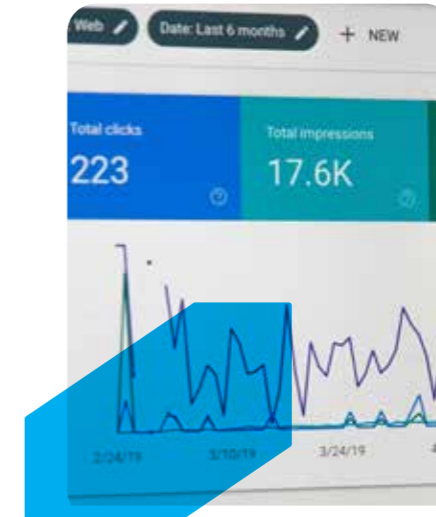 Web
Date: Last 6 months
+ NEW
Total clicks
223
Total impressions
17.6K
2/24/19
3/10/19
3/24/19